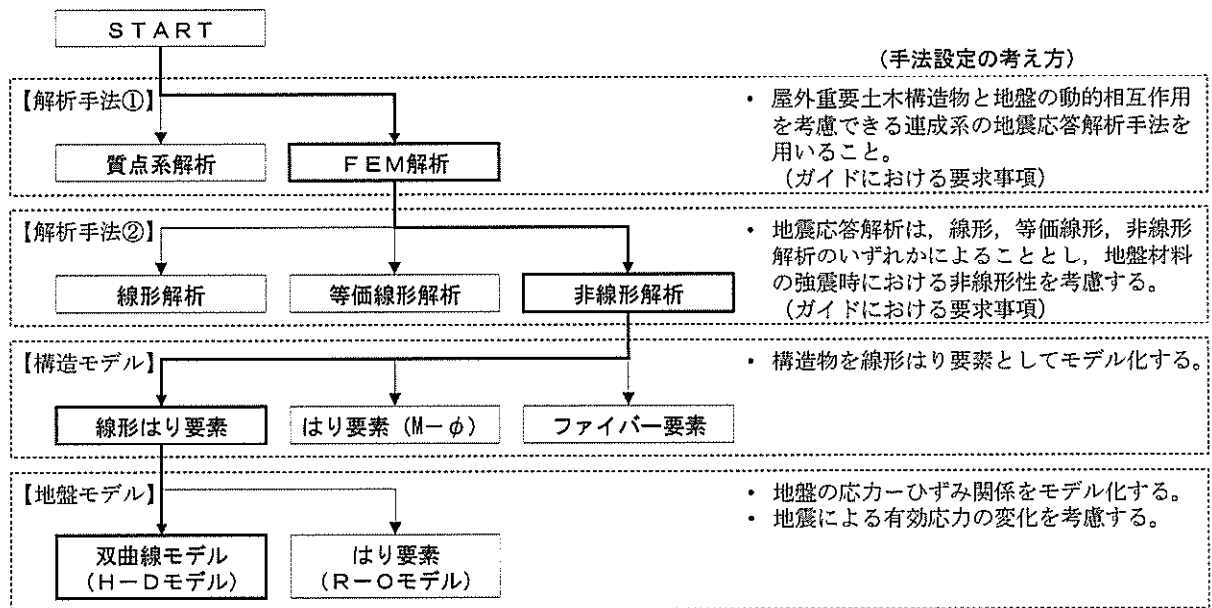 START
(手法設定の考え方)
【解析手法①】
質点系解析
FEM解析
・ 屋外重要土木構造物と地盤の動的相互作用
を考慮できる連成系の地震応答解析手法を
用いること。
(ガイドにおける要求事項)
【解析手法②】
線形解析
等価線形解析
非線形解析
・ 地震応答解析は,線形,等価線形,非線形
解析のいずれかによることとし,地盤材料
の強震時における非線形性を考慮する。
(ガイドにおける要求事項)
【構造モデル】
線形はり要素
はり要素(M-φ)
ファイバー要素
・ 構造物を線形はり要素としてモデル化する。
【地盤モデル】
双曲線モデル
(H-Dモデル)
はり要素
(R-Oモデル)
・ 地盤の応力ーひずみ関係をモデル化する。
・ 地震による有効応力の変化を考慮する。